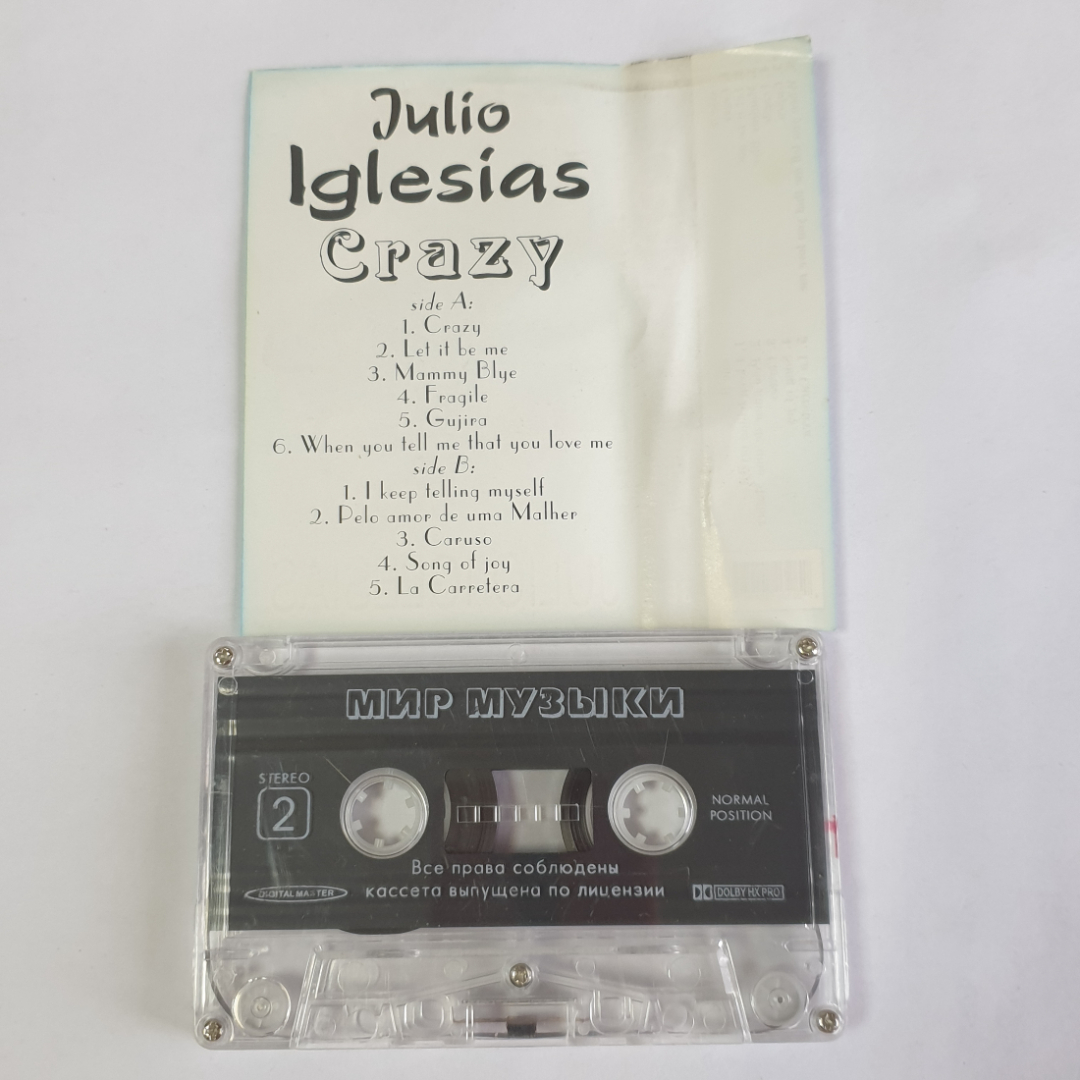 Julio
Iglesias
Crazy
side A:
1. Crazy
2. Let it be me
3. Mammy Blye
4. Fragile
5. Gujira
6. When you tell me that you love me
side B:
1. I keep telling myself
2. Pelo amor de uma Malher
3. Caruso
4. Song of joy
5. La Carretera
МИР МУЗЫКИ
STEREO
2
NORMAL
POSITION
Все права соблюдены
кассета выпущена по лицензии
DIGITAL MASTER
DOLBY HX PRO